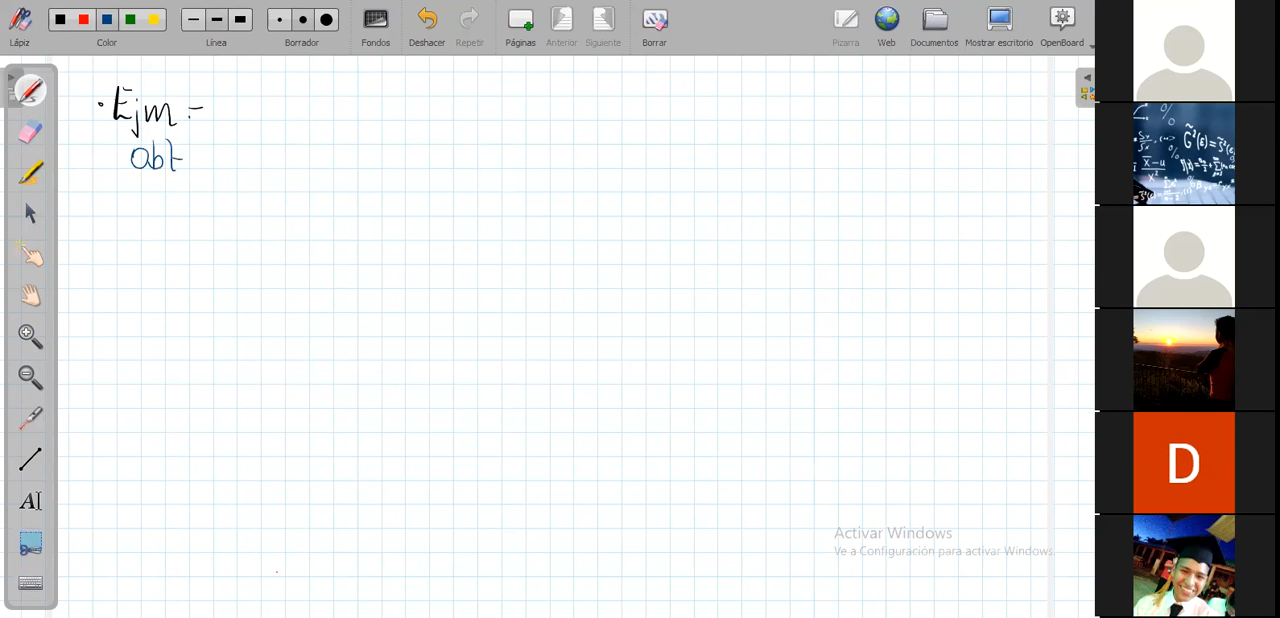 Lápiz Color Línea Borrador Fondos Deshacer Repetir Páginas Anterior Siguiente Borrar Pizarra Web Documentos Mostrar escritorio OpenBoard
· Ejm :-
Obt
D
Activar Windows
Ve a Configuración para activar Windows.